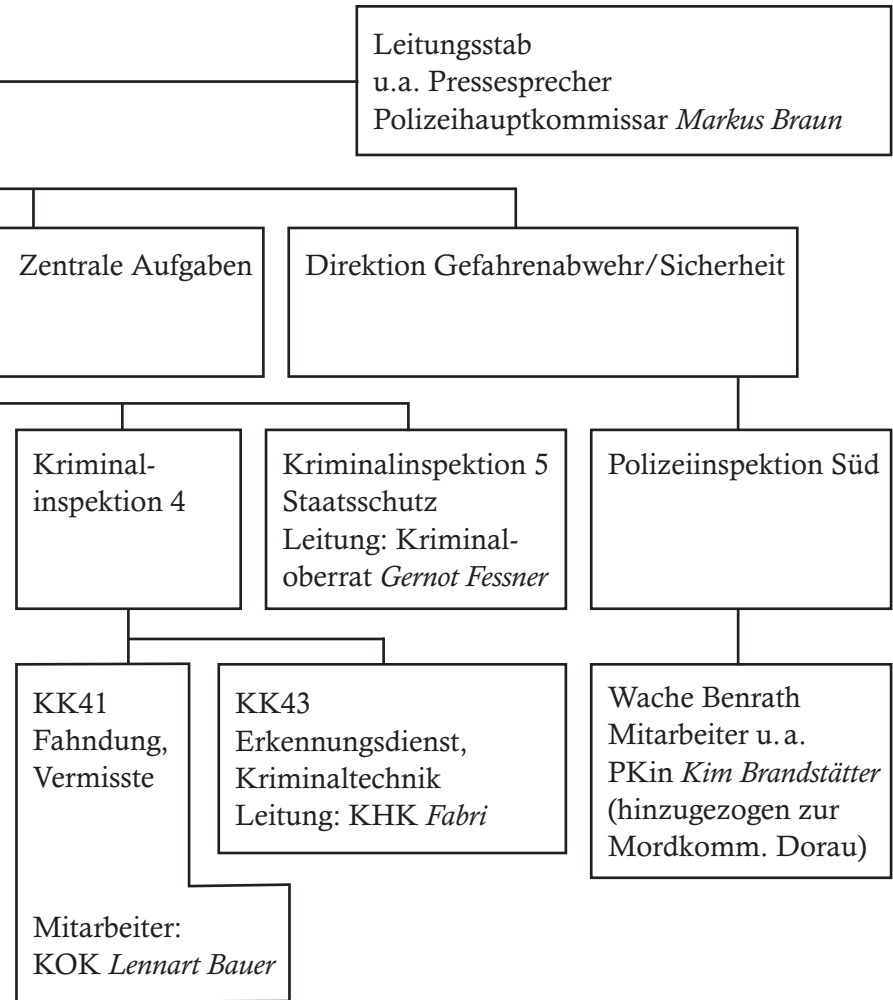 Leitungsstab
u.a. Pressesprecher
Polizeihauptkommissar Markus Braun
Zentrale Aufgaben
Direktion Gefahrenabwehr/Sicherheit
Kriminal-
inspektion 4
Kriminalinspektion 5
Staatsschutz
Leitung: Kriminal-
oberrat Gernot Fessner
Polizeiinspektion Süd
KK41
Fahndung,
Vermisste
Mitarbeiter:
KOK Lennart Bauer
KK43
Erkennungsdienst,
Kriminaltechnik
Leitung: KHK Fabri
Wache Benrath
Mitarbeiter u. a.
PKin Kim Brandstätter
(hinzugezogen zur
Mordkomm. Dorau)